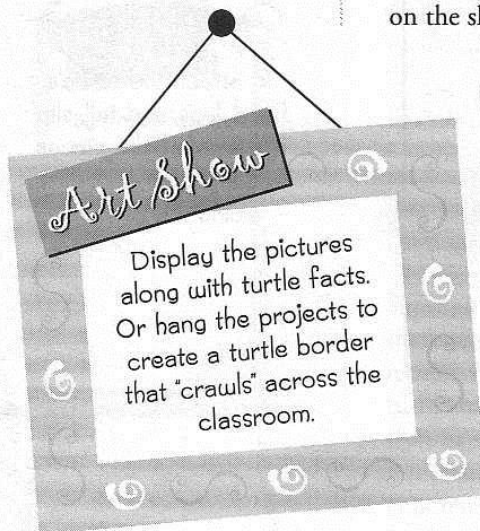 on the sl
Art Show
Display the pictures
along with turtle facts.
Or hang the projects to
create a turtle border
that "crawls" across the
classroom.